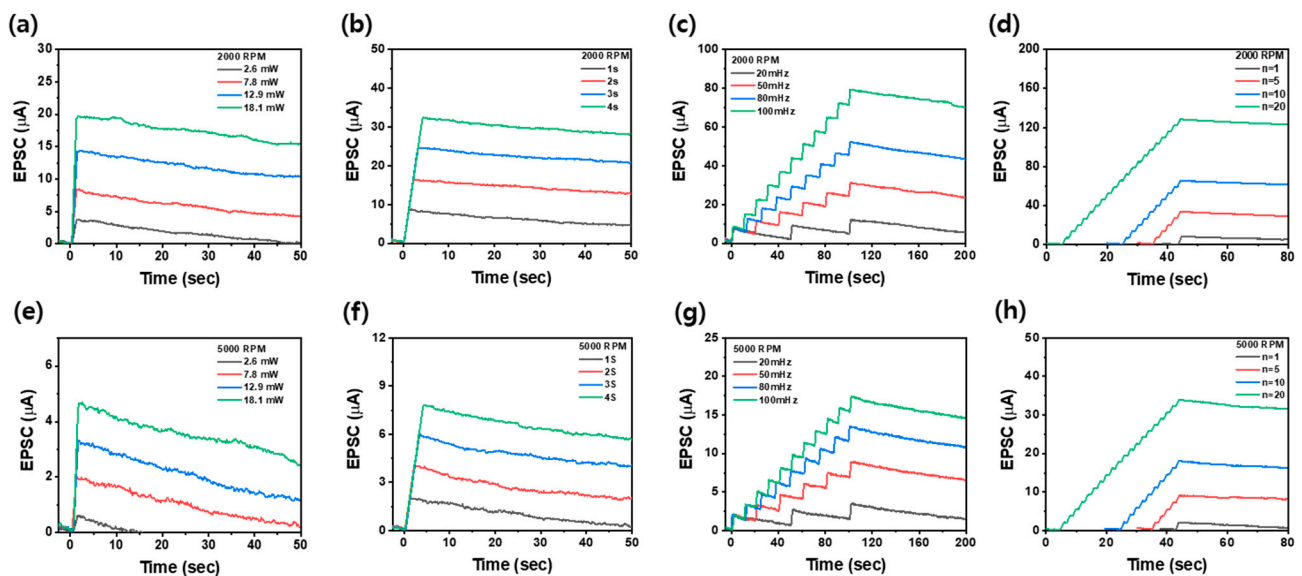 (a)
30
25
20
15
10
5
0
EPSC (μA)
0 10 20 30 40 50
Time (sec)
2000 RPM
2.6 mW
7.8 mW
12.9 mW
18.1 mW
(b)
50
40
30
20
10
0
EPSC (μA)
0 10 20 30 40 50
Time (sec)
2000 RPM
1s
2s
3s
4s
(c)
100
80
60
40
20
0
EPSC (μA)
0 40 80 120 160 200
Time (sec)
2000 RPM
20mHz
50mHz
80mHz
100mHz
(d)
200
160
120
80
40
0
EPSC (μA)
0 20 40 60 80
Time (sec)
2000 RPM
n=1
n=5
n=10
n=20
(e)
6
4
2
0
EPSC (μA)
0 10 20 30 40 50
Time (sec)
5000 RPM
2.6 mW
7.8 mW
12.9 mW
18.1 mW
(f)
12
9
6
3
0
EPSC (μA)
0 10 20 30 40 50
Time (sec)
5000 RPM
1S
2S
3S
4S
(g)
25
20
15
10
5
0
EPSC (μA)
0 40 80 120 160 200
Time (sec)
5000 RPM
20mHz
50mHz
80mHz
100mHz
(h)
50
40
30
20
10
0
EPSC (μA)
0 20 40 60 80
Time (sec)
5000 RPM
n=1
n=5
n=10
n=20